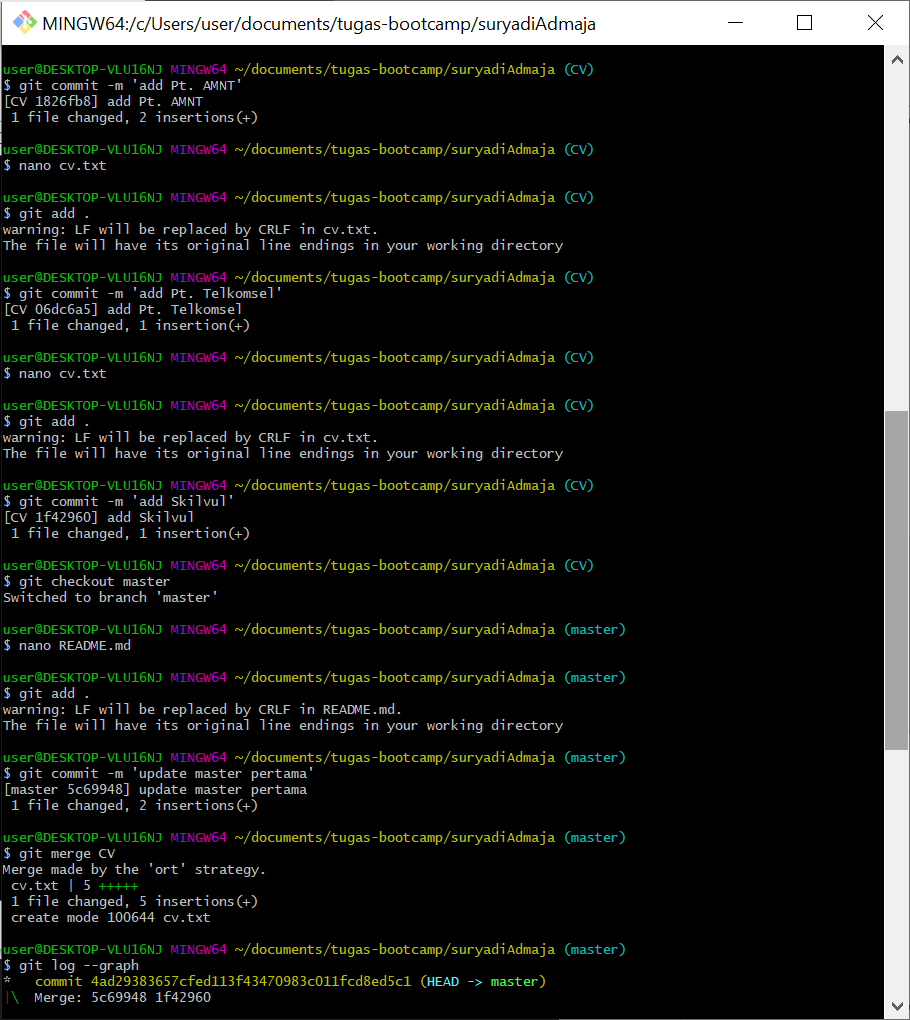 MINGW64:/c/Users/user/documents/tugas-bootcamp/suryadiAdmaja
user@DESKTOP-VLU16NJ MINGW64 ~/documents/tugas-bootcamp/suryadiAdmaja (CV)
$ git commit -m 'add Pt. AMNT'
[CV 1826fb8] add Pt. AMNT
 1 file changed, 2 insertions(+)
user@DESKTOP-VLU16NJ MINGW64 ~/documents/tugas-bootcamp/suryadiAdmaja (CV)
$ nano cv.txt
user@DESKTOP-VLU16NJ MINGW64 ~/documents/tugas-bootcamp/suryadiAdmaja (CV)
$ git add .
warning: LF will be replaced by CRLF in cv.txt.
The file will have its original line endings in your working directory
user@DESKTOP-VLU16NJ MINGW64 ~/documents/tugas-bootcamp/suryadiAdmaja (CV)
$ git commit -m 'add Pt. Telkomsel'
[CV 06dc6a5] add Pt. Telkomsel
 1 file changed, 1 insertion(+)
user@DESKTOP-VLU16NJ MINGW64 ~/documents/tugas-bootcamp/suryadiAdmaja (CV)
$ nano cv.txt
user@DESKTOP-VLU16NJ MINGW64 ~/documents/tugas-bootcamp/suryadiAdmaja (CV)
$ git add .
warning: LF will be replaced by CRLF in cv.txt.
The file will have its original line endings in your working directory
user@DESKTOP-VLU16NJ MINGW64 ~/documents/tugas-bootcamp/suryadiAdmaja (CV)
$ git commit -m 'add Skilvul'
[CV 1f42960] add Skilvul
 1 file changed, 1 insertion(+)
user@DESKTOP-VLU16NJ MINGW64 ~/documents/tugas-bootcamp/suryadiAdmaja (CV)
$ git checkout master
Switched to branch 'master'
user@DESKTOP-VLU16NJ MINGW64 ~/documents/tugas-bootcamp/suryadiAdmaja (master)
$ nano README.md
user@DESKTOP-VLU16NJ MINGW64 ~/documents/tugas-bootcamp/suryadiAdmaja (master)
$ git add .
warning: LF will be replaced by CRLF in README.md.
The file will have its original line endings in your working directory
user@DESKTOP-VLU16NJ MINGW64 ~/documents/tugas-bootcamp/suryadiAdmaja (master)
$ git commit -m 'update master pertama'
[master 5c69948] update master pertama
 1 file changed, 2 insertions(+)
user@DESKTOP-VLU16NJ MINGW64 ~/documents/tugas-bootcamp/suryadiAdmaja (master)
$ git merge CV
Merge made by the 'ort' strategy.
 cv.txt | 5 +++++
 1 file changed, 5 insertions(+)
 create mode 100644 cv.txt
user@DESKTOP-VLU16NJ MINGW64 ~/documents/tugas-bootcamp/suryadiAdmaja (master)
$ git log --graph
*   commit 4ad29383657cfed113f43470983c011fcd8ed5c1 (HEAD -> master)
|\  Merge: 5c69948 1f42960